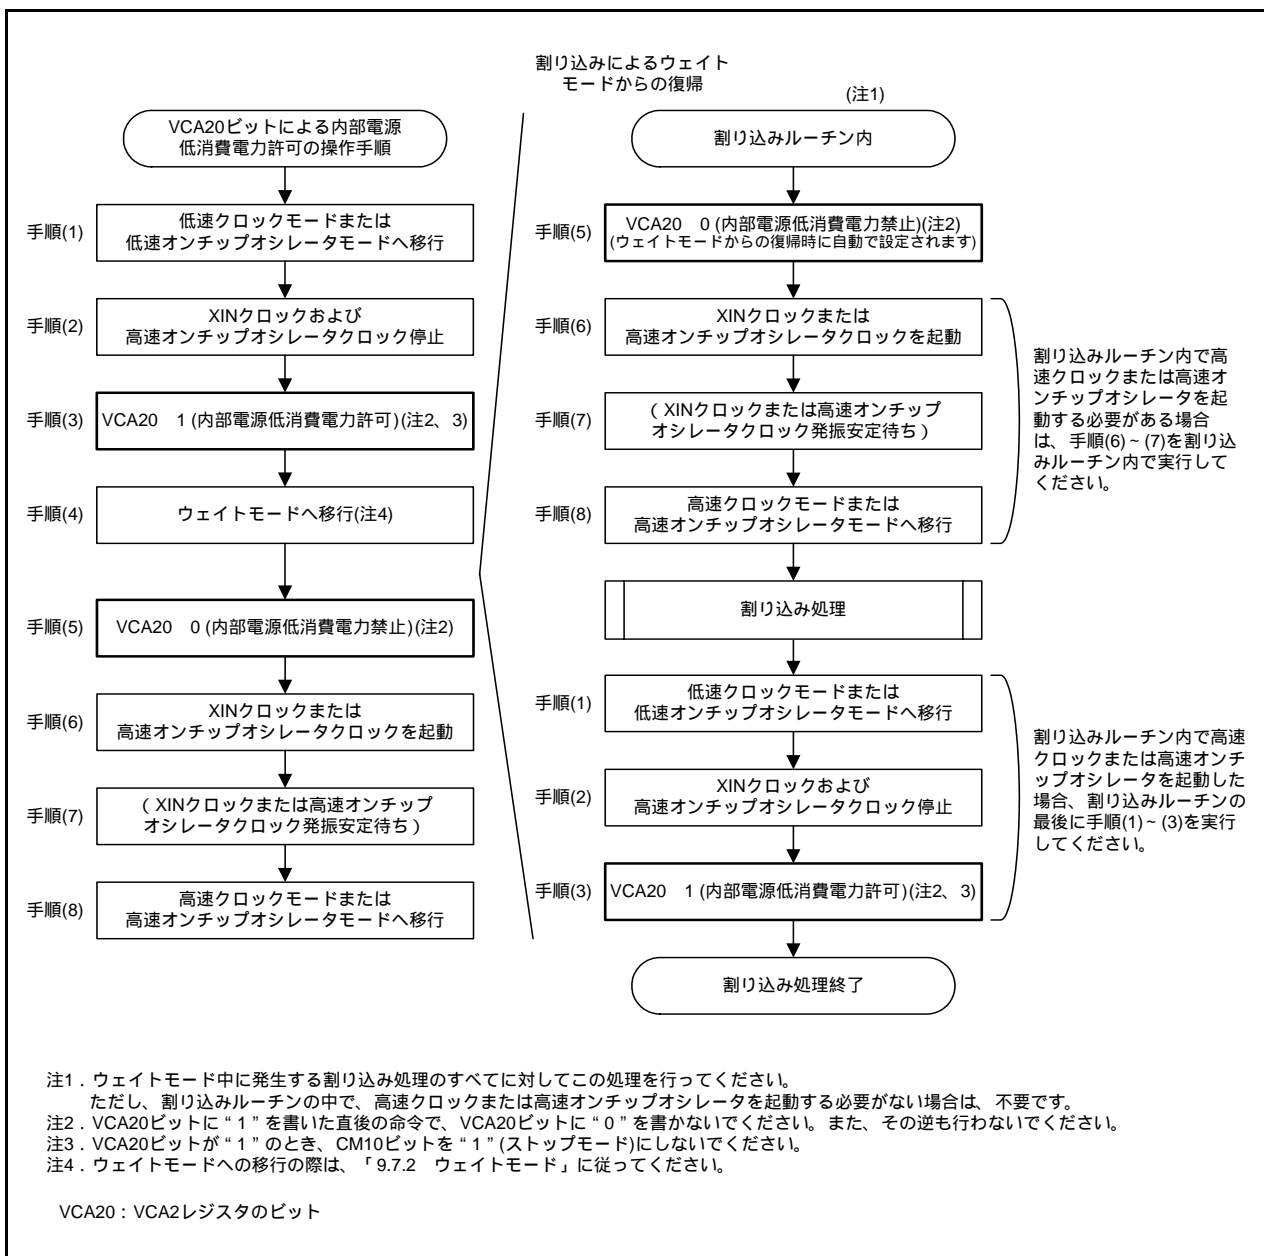 割り込みによるウェイト
モードからの復帰
VCA20ビットによる内部電源
低消費電力許可の操作手順
手順(1)
低速クロックモードまたは
低速オンチップオシレータモードへ移行
手順(2)
XINクロックおよび
高速オンチップオシレータクロック停止
手順(3)
VCA20 1 (内部電源低消費電力許可)(注2、3)
手順(4)
ウェイトモードへ移行(注4)
手順(5)
VCA20 0 (内部電源低消費電力禁止)(注2)
手順(6)
XINクロックまたは
高速オンチップオシレータクロックを起動
手順(7)
( XINクロックまたは高速オンチップ
オシレータクロック発振安定待ち )
手順(8)
高速クロックモードまたは
高速オンチップオシレータモードへ移行
(注1)
割り込みルーチン内
手順(5)
VCA20 0 (内部電源低消費電力禁止)(注2)
(ウェイトモードからの復帰時に自動で設定されます)
手順(6)
XINクロックまたは
高速オンチップオシレータクロックを起動
手順(7)
( XINクロックまたは高速オンチップ
オシレータクロック発振安定待ち )
手順(8)
高速クロックモードまたは
高速オンチップオシレータモードへ移行
割り込みルーチン内で高
速クロックまたは高速オ
ンチップオシレータを起
動する必要がある場合
は、手順(6) ~ (7)を割り込
みルーチン内で実行して
ください。
割り込み処理
手順(1)
低速クロックモードまたは
低速オンチップオシレータモードへ移行
手順(2)
XINクロックおよび
高速オンチップオシレータクロック停止
手順(3)
VCA20 1 (内部電源低消費電力許可)(注2、3)
割り込みルーチン内で高速
クロックまたは高速オンチ
ップオシレータを起動した
場合、割り込みルーチンの
最後に手順(1) ~ (3)を実行
してください。
割り込み処理終了
注1．ウェイトモード中に発生する割り込み処理のすべてに対してこの処理を行ってください。
ただし、割り込みルーチンの中で、高速クロックまたは高速オンチップオシレータを起動する必要がない場合は、不要です。
注2．VCA20ビットに“1”を書いた直後の命令で、VCA20ビットに“0”を書かないでください。また、その逆も行わないでください。
注3．VCA20ビットが“1”のとき、CM10ビットを“1”(ストップモード)にしないでください。
注4．ウェイトモードへの移行の際は、「9.7.2 ウェイトモード」に従ってください。
VCA20：VCA2レジスタのビット